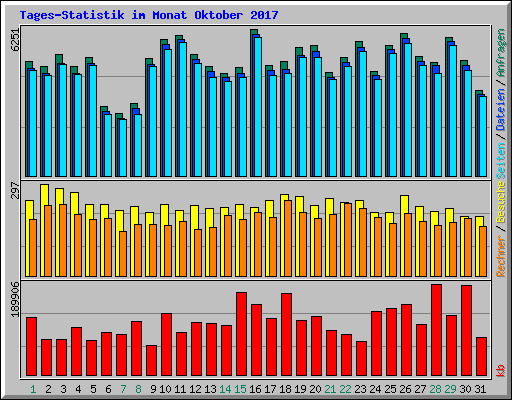 Tages-Statistik im Monat Oktober 2017
6251
297
189906
Rechner / Besuche Seiten / Dateien / Anfragen
kb
1 2 3 4 5 6 7 8 9 10 11 12 13 14 15 16 17 18 19 20 21 22 23 24 25 26 27 28 29 30 31